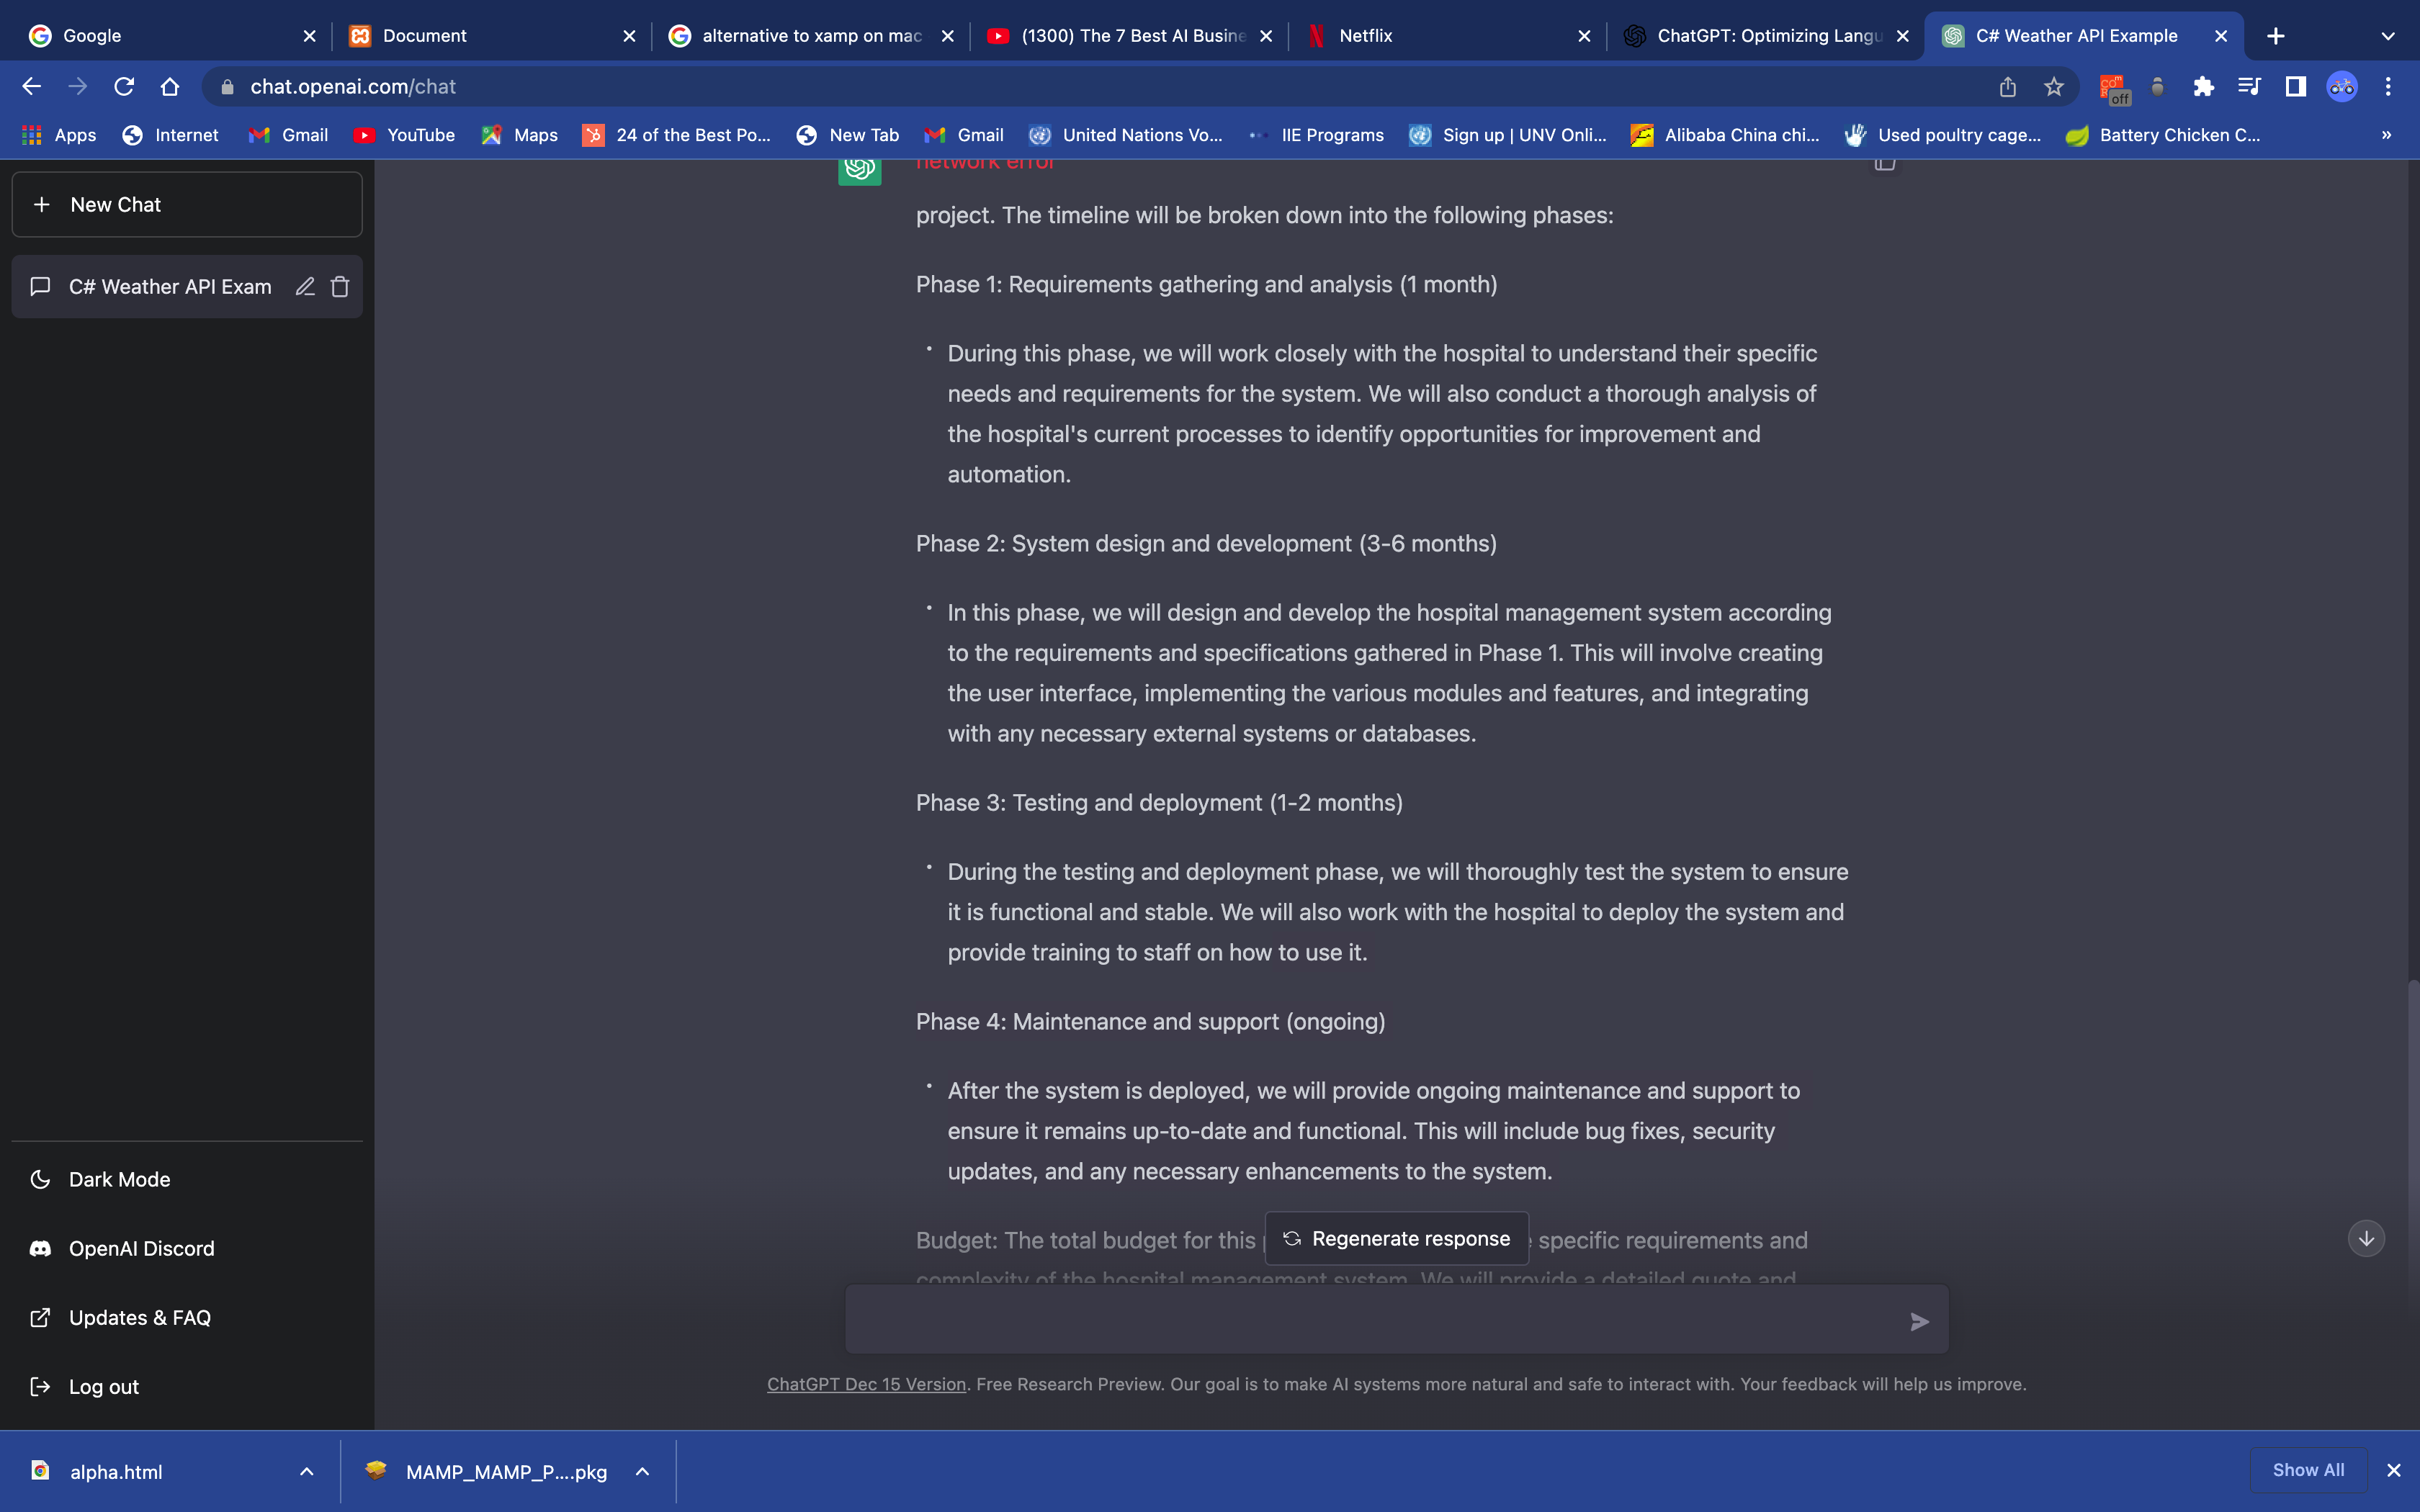 Google
Document
alternative to xamp on mac
(1300) The 7 Best AI Busine
Netflix
ChatGPT: Optimizing Langu
C# Weather API Example
chat.openai.com/chat
off
Apps
Internet
Gmail
YouTube
Maps
24 of the Best Po...
New Tab
Gmail
United Nations Vo...
IIE Programs
Sign up | UNV Onli...
Alibaba China chi...
Used poultry cage...
Battery Chicken C...
»
New Chat
C# Weather API Exam
network error
project. The timeline will be broken down into the following phases:
Phase 1: Requirements gathering and analysis (1 month)
• During this phase, we will work closely with the hospital to understand their specific
needs and requirements for the system. We will also conduct a thorough analysis of
the hospital's current processes to identify opportunities for improvement and
automation.
Phase 2: System design and development (3-6 months)
• In this phase, we will design and develop the hospital management system according
to the requirements and specifications gathered in Phase 1. This will involve creating
the user interface, implementing the various modules and features, and integrating
with any necessary external systems or databases.
Phase 3: Testing and deployment (1-2 months)
• During the testing and deployment phase, we will thoroughly test the system to ensure
it is functional and stable. We will also work with the hospital to deploy the system and
provide training to staff on how to use it.
Phase 4: Maintenance and support (ongoing)
• After the system is deployed, we will provide ongoing maintenance and support to
ensure it remains up-to-date and functional. This will include bug fixes, security
updates, and any necessary enhancements to the system.
Budget: The total budget for this specific requirements and
Regenerate response
complexity of the hospital management system. We will provide a detailed quote and
ChatGPT Dec 15 Version. Free Research Preview. Our goal is to make AI systems more natural and safe to interact with. Your feedback will help us improve.
Dark Mode
OpenAI Discord
Updates & FAQ
Log out
alpha.html
MAMP_MAMP_P....pkg
Show All